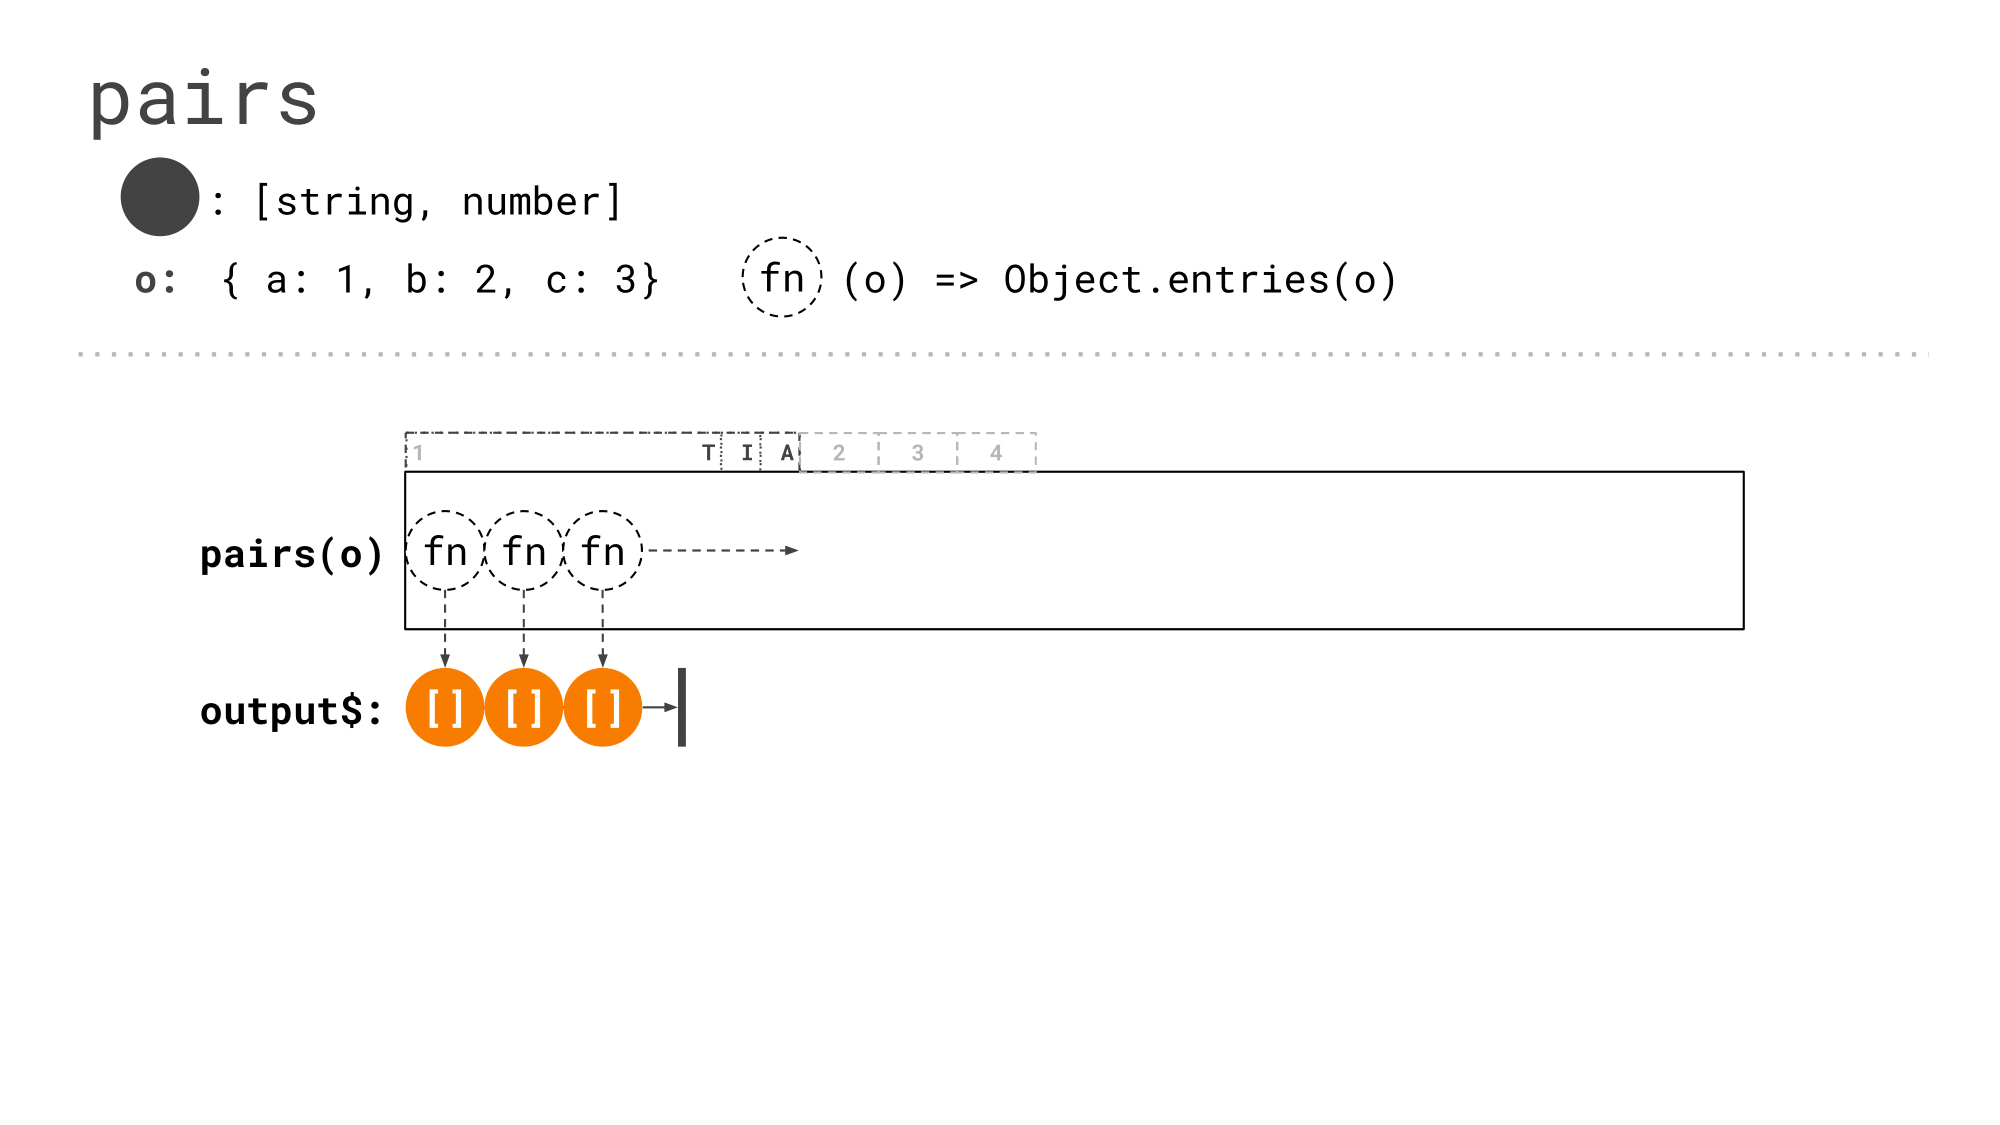 pairs
: [string, number]
o: { a: 1, b: 2, c: 3} fn (o) => Object.entries(o)
1 T I A 2 3 4
pairs(o) fn fn fn
output$: [] [] []